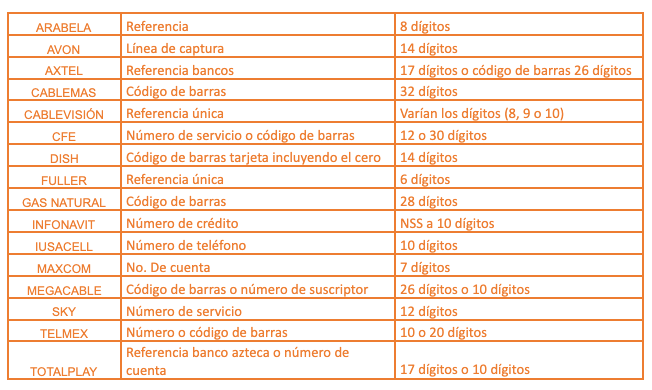 ARABELA Referencia 8 dígitos
AVON Línea de captura 14 dígitos
AXTEL Referencia bancos 17 dígitos o código de barras 26 dígitos
CABLEMAS Código de barras 32 dígitos
CABLEVISIÓN Referencia única Varían los dígitos (8, 9 o 10)
CFE Número de servicio o código de barras 12 o 30 dígitos
DISH Código de barras tarjeta incluyendo el cero 14 dígitos
FULLER Referencia única 6 dígitos
GAS NATURAL Código de barras 28 dígitos
INFONAVIT Número de crédito NSS a 10 dígitos
IUSACELL Número de teléfono 10 dígitos
MAXCOM No. De cuenta 7 dígitos
MEGACABLE Código de barras o número de suscriptor 26 dígitos o 10 dígitos
SKY Número de servicio 12 dígitos
TELMEX Número o código de barras 10 o 20 dígitos
Referencia banco azteca o número de
TOTALPLAY cuenta 17 dígitos o 10 dígitos